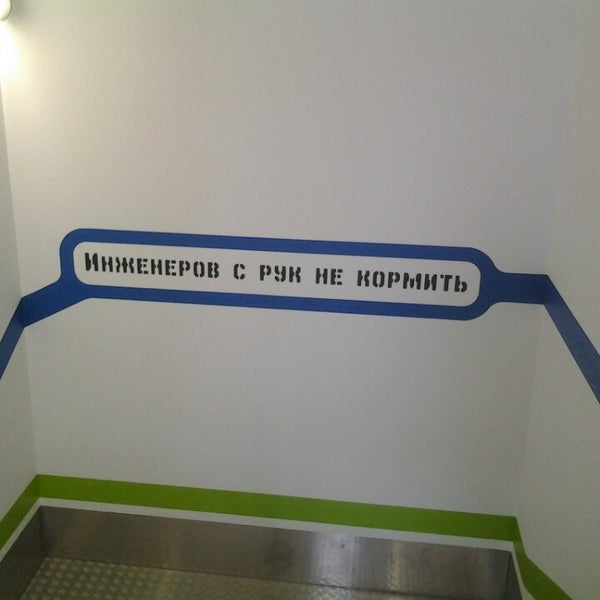 Инженеров с рук не кормить